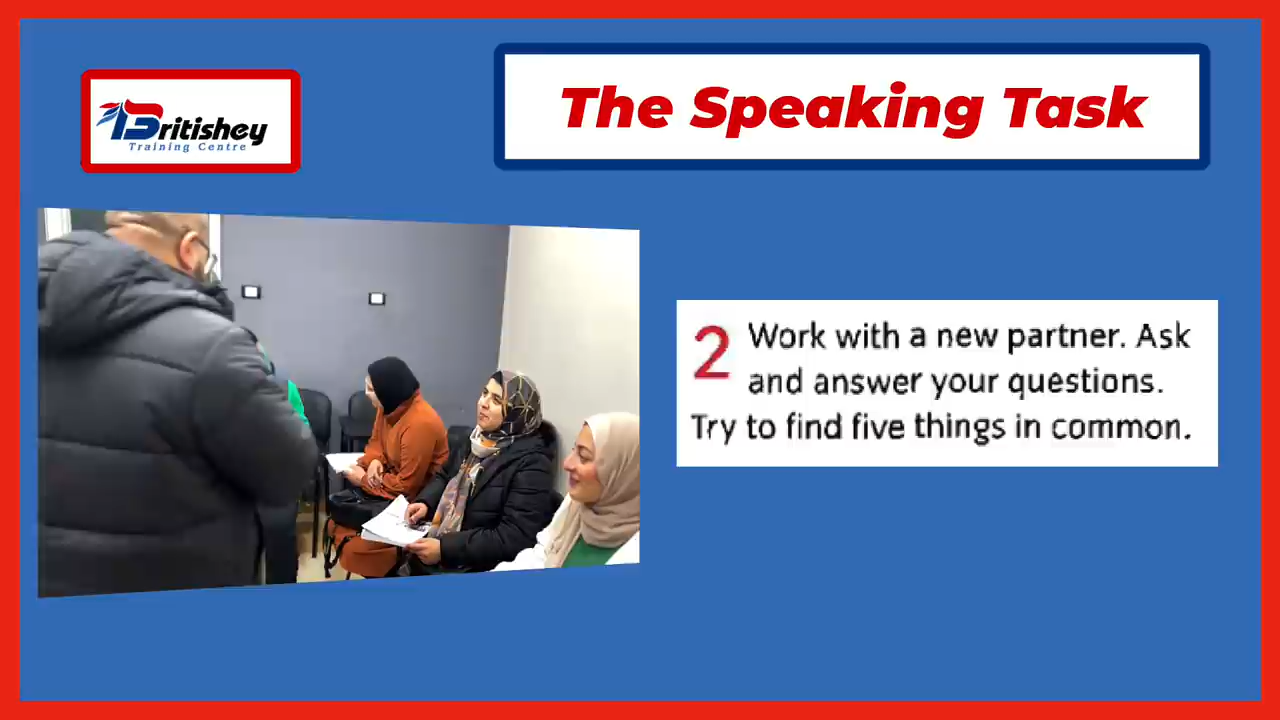 Britishey
Training Centre
The Speaking Task
2 Work with a new partner. Ask
and answer your questions.
Try to find five things in common.